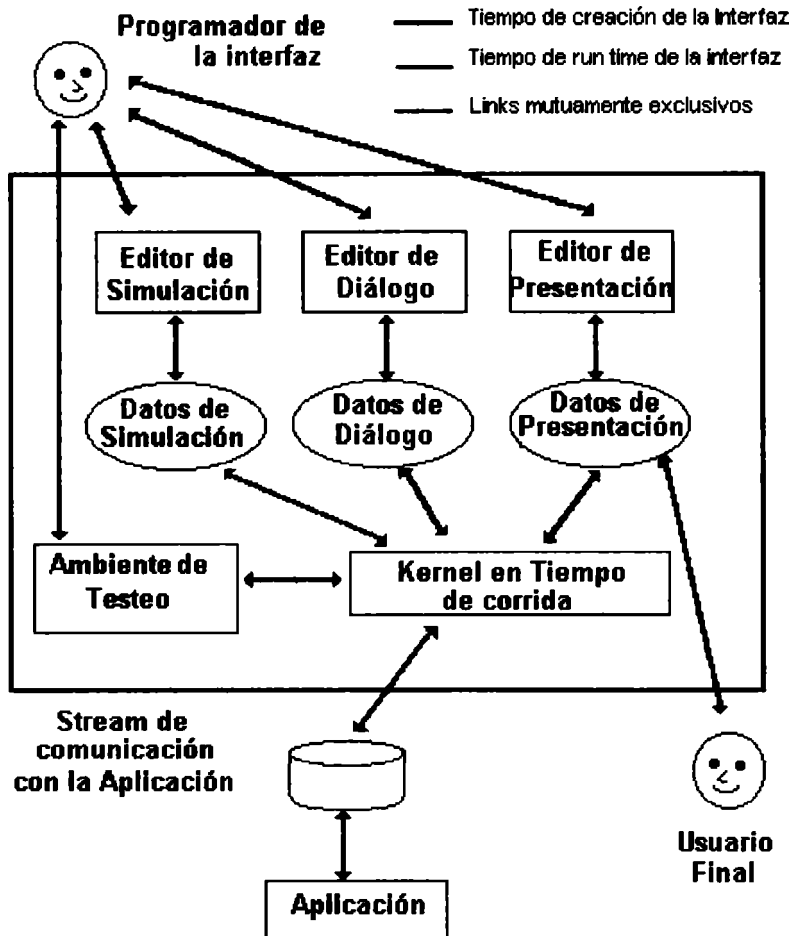 Programador de
la interfaz
Tiempo de creación de la Interfaz
Tiempo de run time de la interfaz
Links mutuamente exclusivos
Editor de
Simulación
Editor de
Diálogo
Editor de
Presentación
Datos de
Simulación
Datos de
Diálogo
Datos de
Presentación
Ambiente de
Testeo
Kernel en Tiempo
de corrida
Stream de
comunicación
con la Aplicación
Usuario
Final
Aplicación